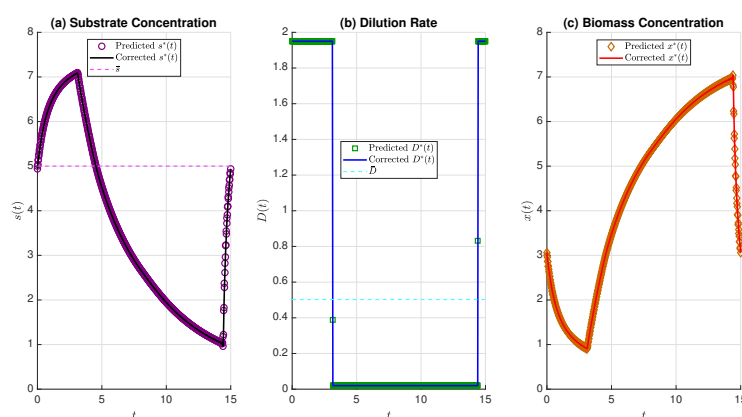 (a) Substrate Concentration
Predicted s*(t)
Corrected s*(t)
s̄
s(t)
8
7
6
5
4
3
2
1
0
0 5 10 15
t
(b) Dilution Rate
Predicted D*(t)
Corrected D*(t)
D̄
D(t)
2
1.8
1.6
1.4
1.2
1
0.8
0.6
0.4
0.2
0
0 5 10 15
t
(c) Biomass Concentration
Predicted x*(t)
Corrected x*(t)
x(t)
8
7
6
5
4
3
2
1
0
0 5 10 15
t